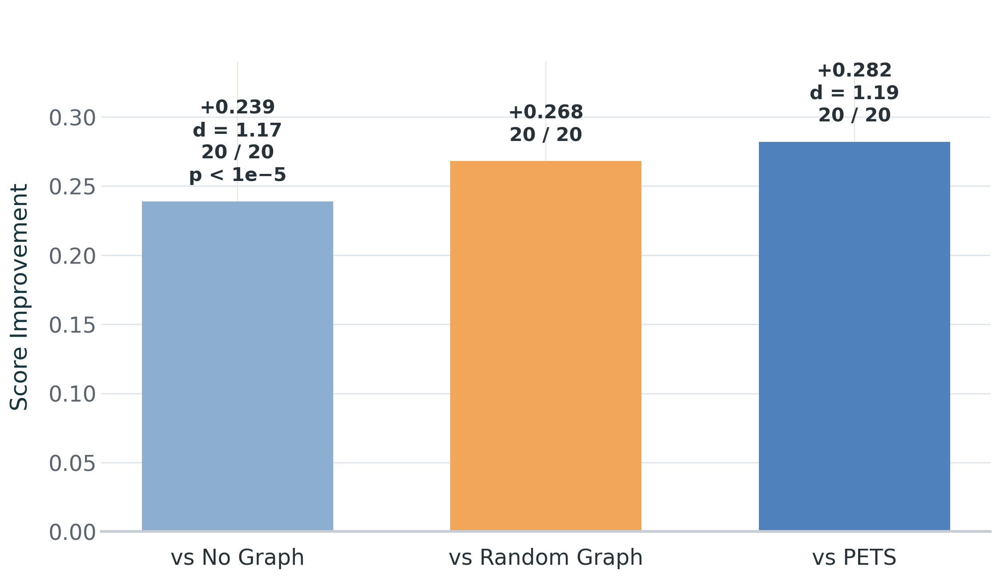 +0.239
d = 1.17
20 / 20
p < 1e−5
+0.268
20 / 20
+0.282
d = 1.19
20 / 20
Score Improvement
0.30
0.25
0.20
0.15
0.10
0.05
0.00
vs No Graph
vs Random Graph
vs PETS